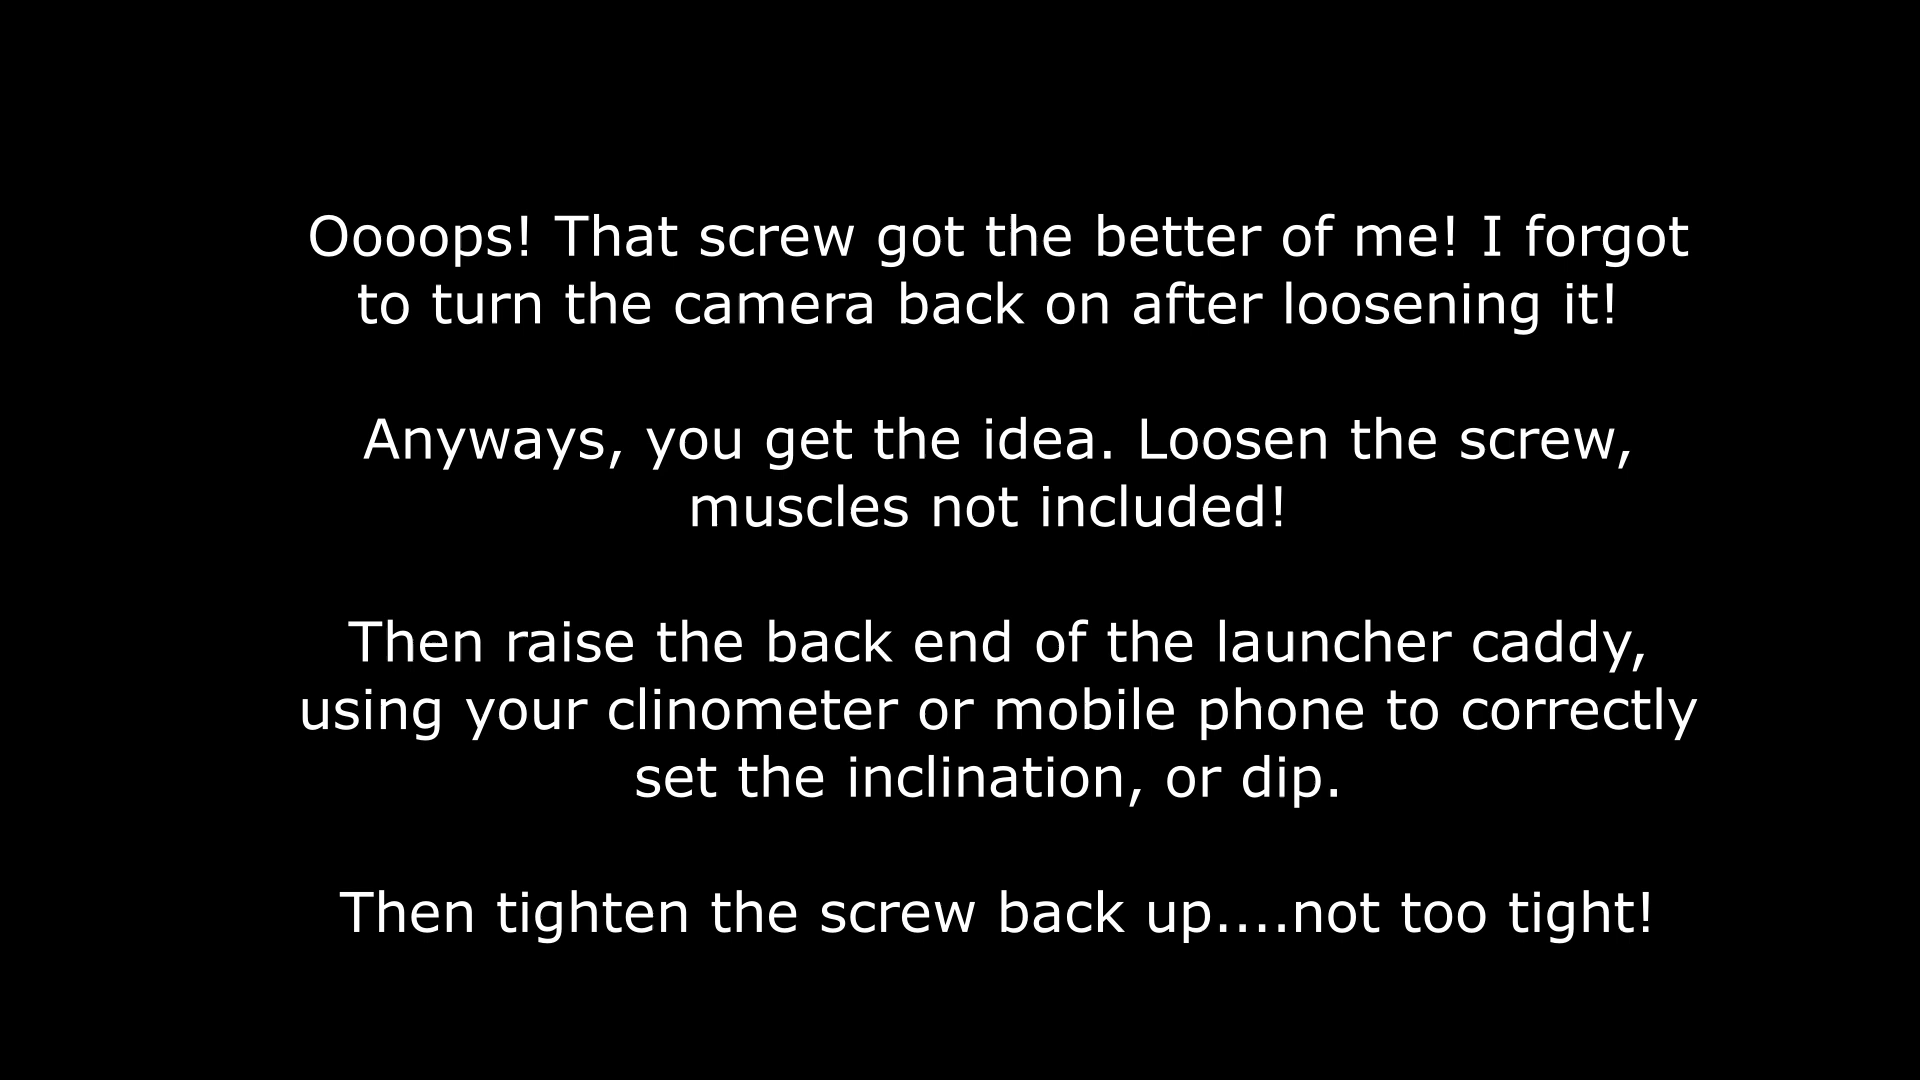 Oooops! That screw got the better of me! I forgot
to turn the camera back on after loosening it!
Anyways, you get the idea. Loosen the screw,
muscles not included!
Then raise the back end of the launcher caddy,
using your clinometer or mobile phone to correctly
set the inclination, or dip.
Then tighten the screw back up....not too tight!